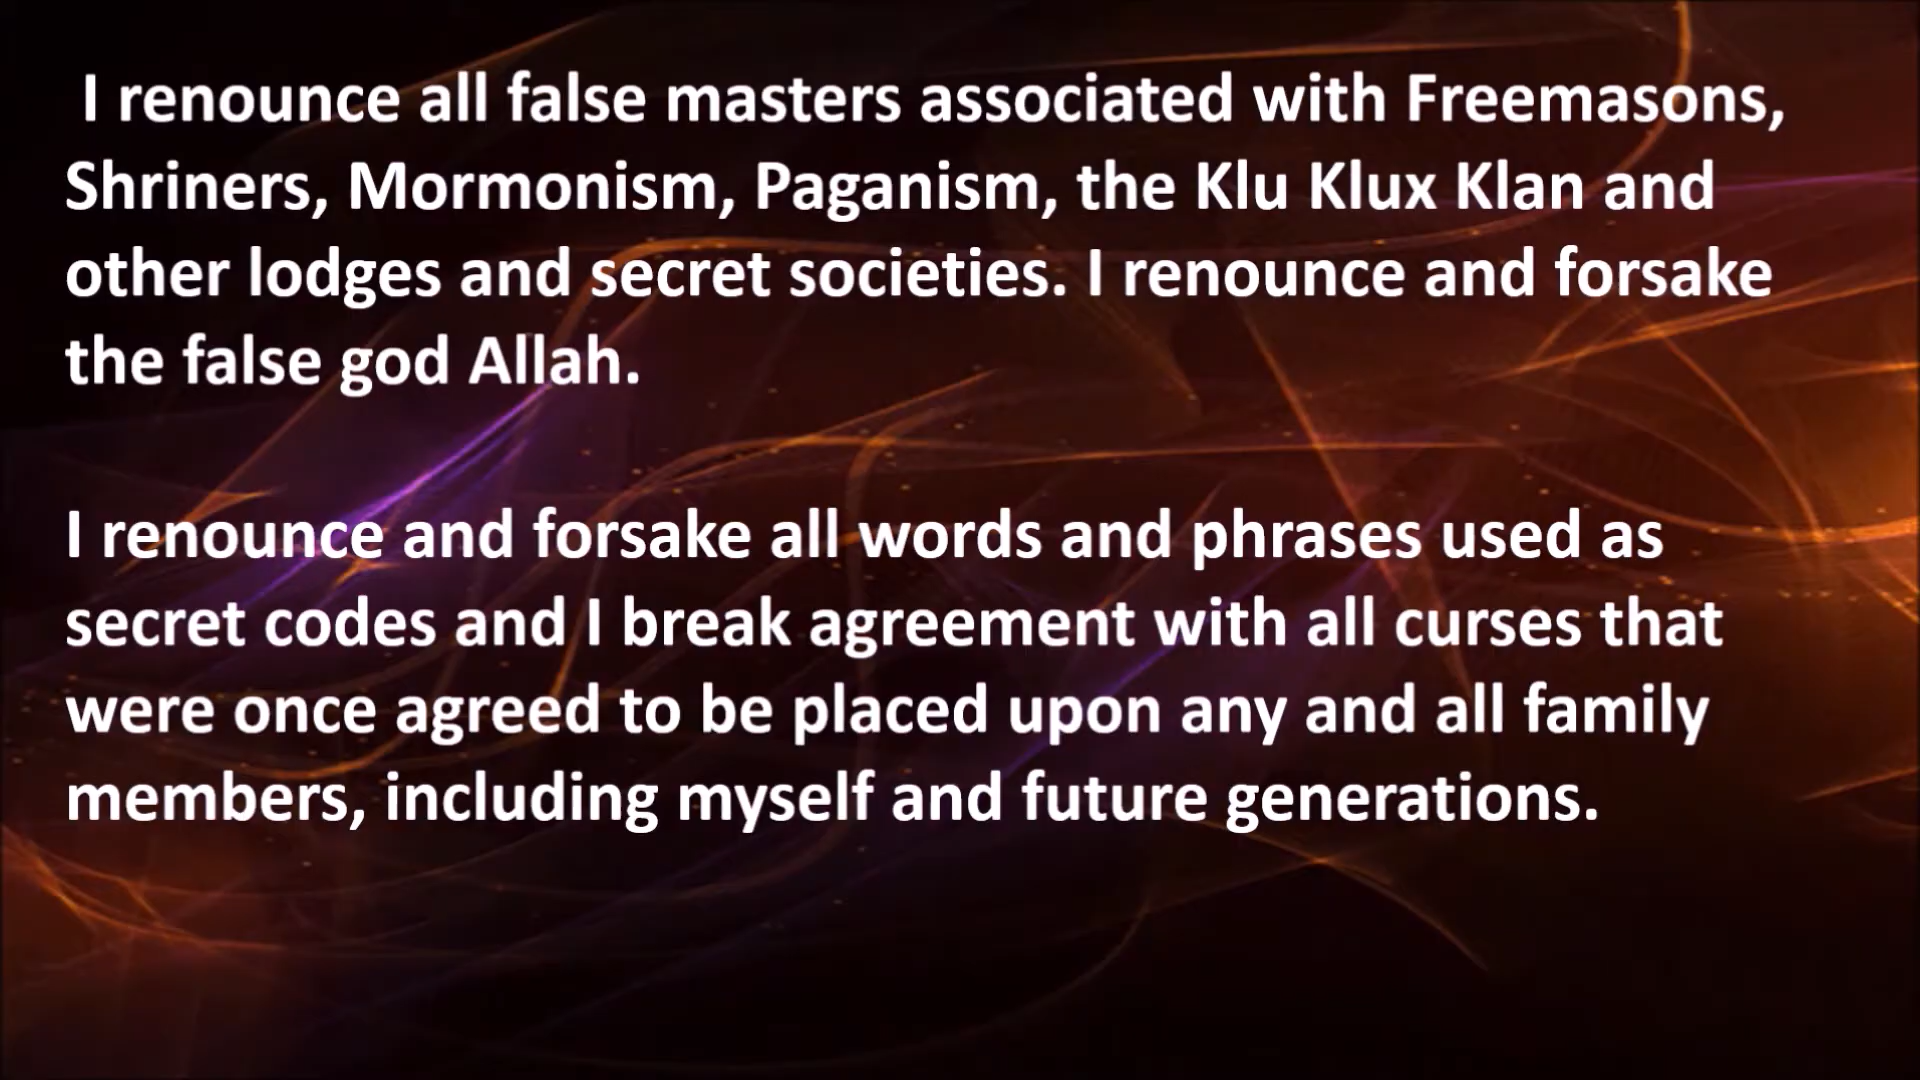 I renounce all false masters associated with Freemasons,
Shriners, Mormonism, Paganism, the Klu Klux Klan and
other lodges and secret societies. I renounce and forsake
the false god Allah.
I renounce and forsake all words and phrases used as
secret codes and I break agreement with all curses that
were once agreed to be placed upon any and all family
members, including myself and future generations.